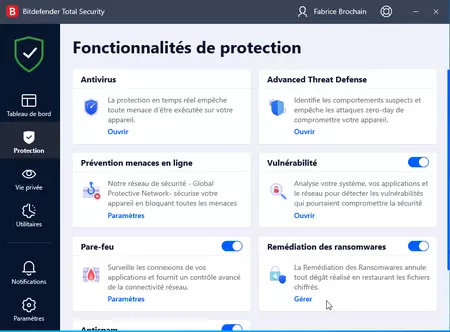 B Bitdefender Total Security
Fabrice Brochain
Fonctionnalités de protection
Tableau de bord
Protection
Vie privée
Utilitaires
Notifications
Paramètres
Antivirus
La protection en temps réel empêche
toute menace d'être exécutée sur votre
appareil.
Ouvrir
Advanced Threat Defense
Identifie les comportements suspects et
empêche les attaques zero-day de
compromettre votre appareil.
Ouvrir
Prévention menaces en ligne
Notre réseau de sécurité - Global
Protective Network- sécurise votre
appareil en bloquant toutes les menaces
Paramètres
Vulnérabilité
Analyse votre système, vos applications et
le réseau pour détecter les vulnérabilités
qui pourraient compromettre la sécurité
Ouvrir
Pare-feu
Surveille les connexions de vos
applications et fournit un contrôle avancé
de la connectivité réseau.
Paramètres
Remédiation des ransomwares
La Remédiation des Ransomwares annule
tout dégât réalisé en restaurant les fichiers
chiffrés.
Gérer
Antispam